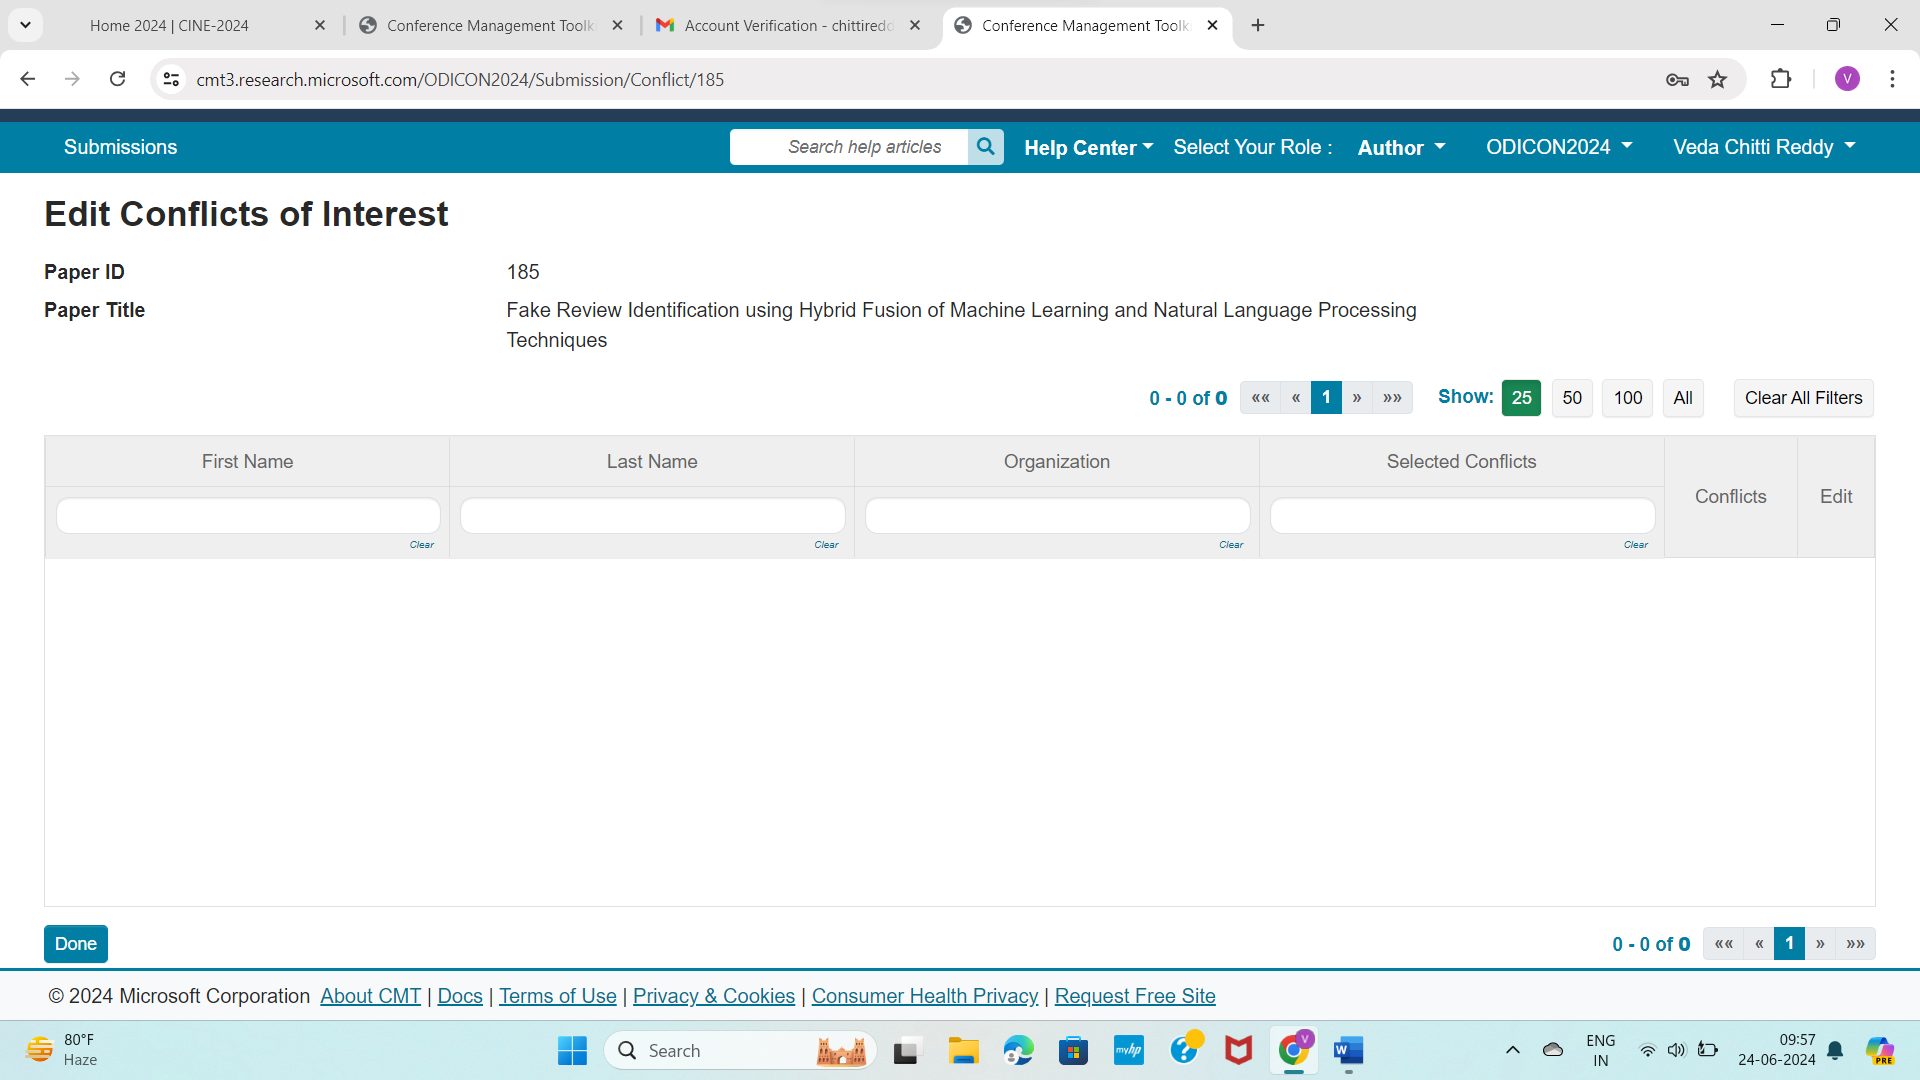 Home 2024 | CINE-2024
Conference Management Toolk
Account Verification - chittiredd
Conference Management Toolk
cmt3.research.microsoft.com/ODICON2024/Submission/Conflict/185
V
Submissions
Search help articles
Help Center
Select Your Role :
Author
ODICON2024
Veda Chitti Reddy
Edit Conflicts of Interest
Paper ID
185
Paper Title
Fake Review Identification using Hybrid Fusion of Machine Learning and Natural Language Processing
Techniques
0 - 0 of 0
«« « 1 » »»
Show: 25 50 100 All
Clear All Filters
First Name
Last Name
Organization
Selected Conflicts
Conflicts
Edit
Clear
Clear
Clear
Clear
Done
0 - 0 of 0
«« « 1 » »»
© 2024 Microsoft Corporation About CMT | Docs | Terms of Use | Privacy & Cookies | Consumer Health Privacy | Request Free Site
80°F
Haze
Search
myhp
?
V
W
ENG
IN
09:57
24-06-2024
PRE